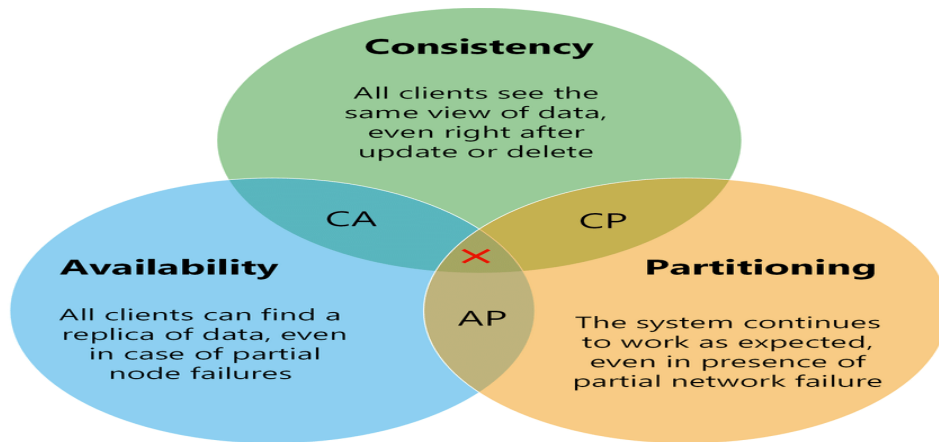 Consistency
All clients see the
same view of data,
even right after
update or delete
CA
CP
Availability
All clients can find a
replica of data, even
in case of partial
node failures
AP
Partitioning
The system continues
to work as expected,
even in presence of
partial network failure